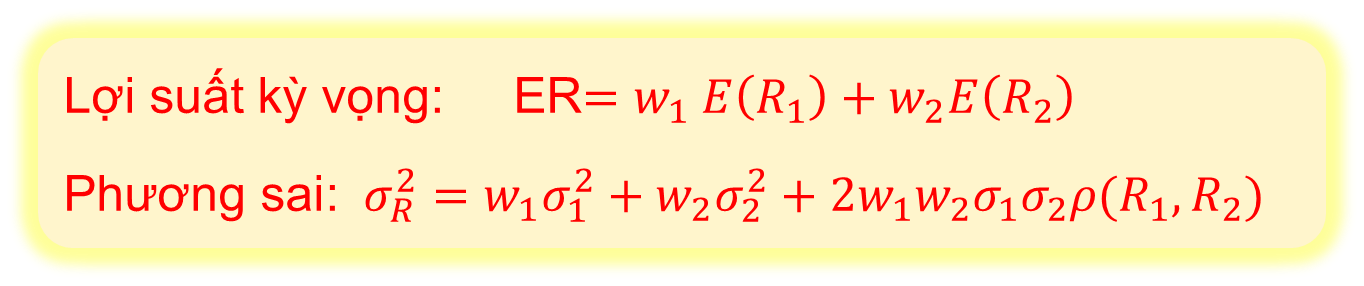 Lợi suất kỳ vọng: ER= 𝑤₁ 𝐸(𝑅₁) + 𝑤₂𝐸(𝑅₂)
Phương sai: 𝜎²_𝑅 = 𝑤₁𝜎₁² + 𝑤₂𝜎₂² + 2𝑤₁𝑤₂𝜎₁𝜎₂𝜌(𝑅₁, 𝑅₂)